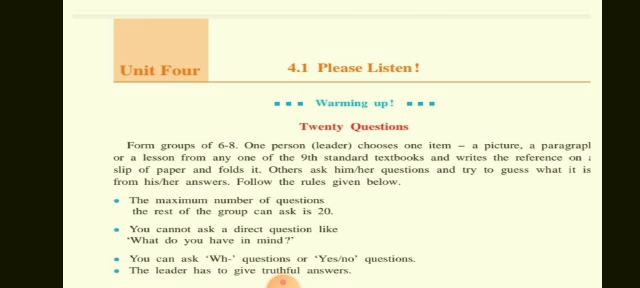 Unit Four
4.1 Please Listen!
Warming up!
Twenty Questions
Form groups of 6-8. One person (leader) chooses one item – a picture, a paragrapl
or a lesson from any one of the 9th standard textbooks and writes the reference on a
slip of paper and folds it. Others ask him/her questions and try to guess what it is
from his/her answers. Follow the rules given below.
• The maximum number of questions
the rest of the group can ask is 20.
• You cannot ask a direct question like
‘What do you have in mind?’
• You can ask ‘Wh-’ questions or ‘Yes/no’ questions.
• The leader has to give truthful answers.